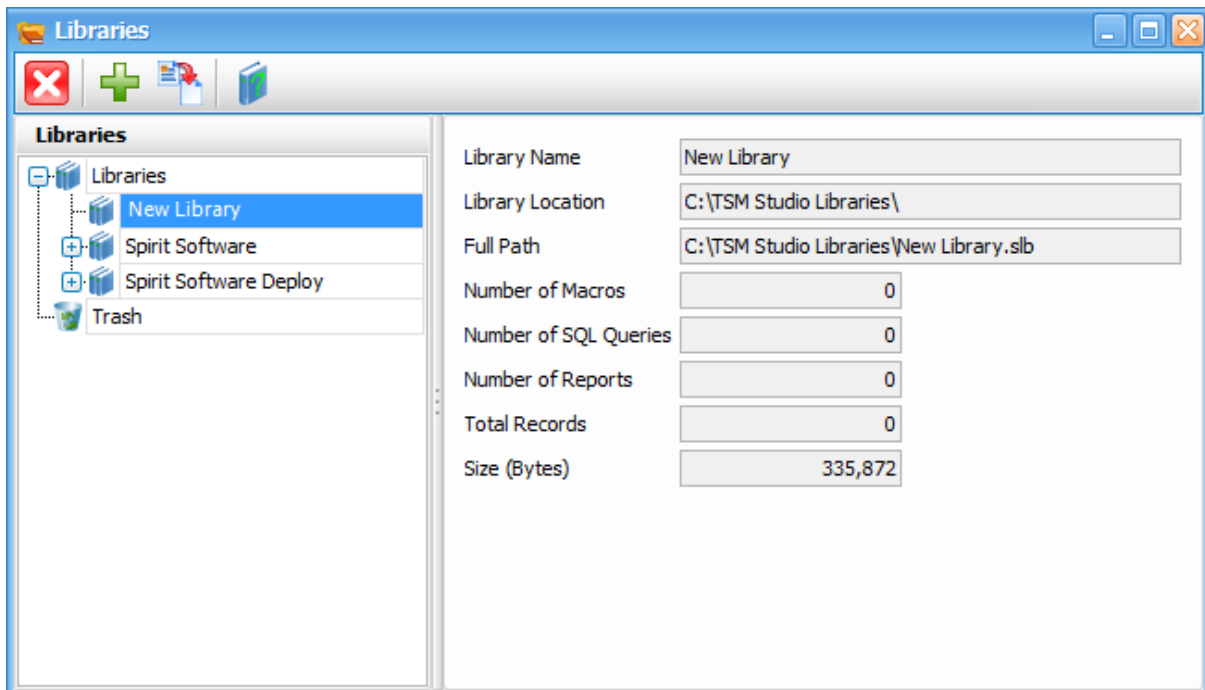 Libraries
Libraries
Libraries
New Library
Spirit Software
Spirit Software Deploy
Trash
Library Name New Library
Library Location C:\TSM Studio Libraries\
Full Path C:\TSM Studio Libraries\New Library.slb
Number of Macros 0
Number of SQL Queries 0
Number of Reports 0
Total Records 0
Size (Bytes) 335,872